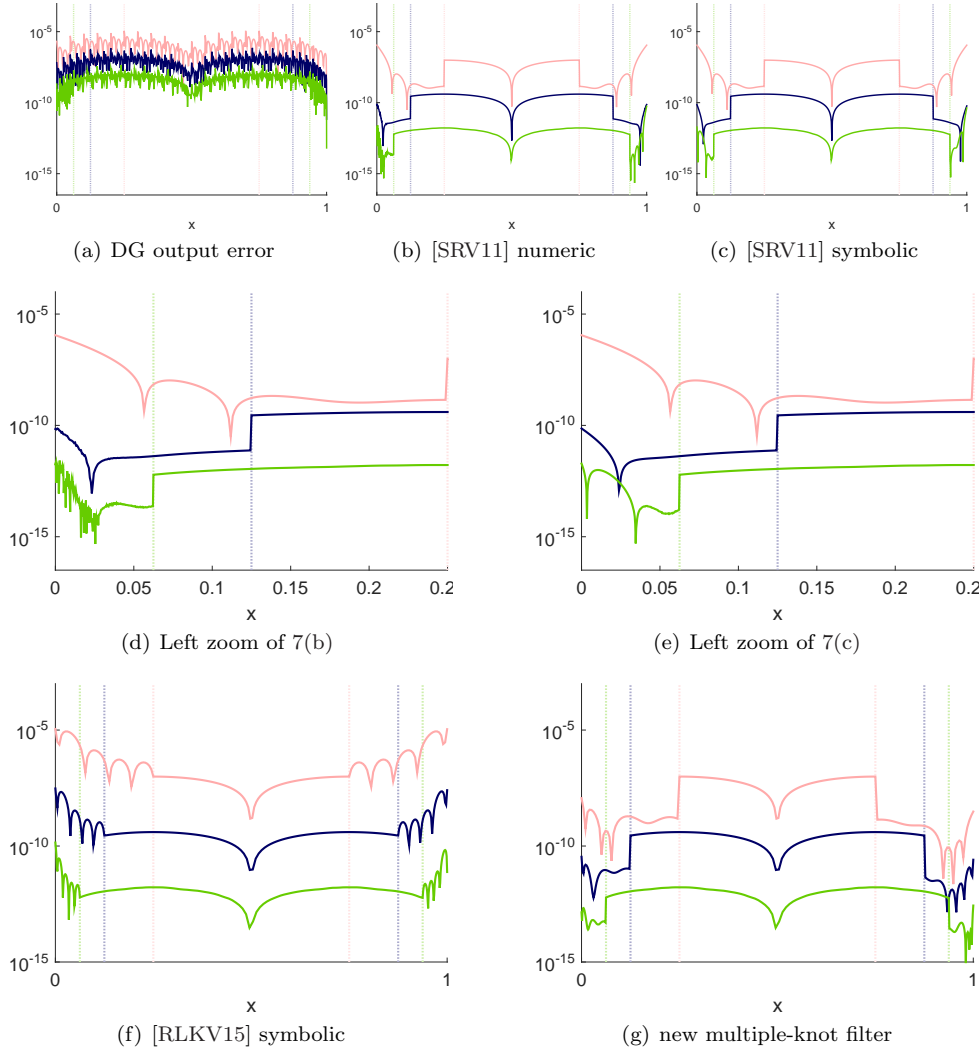 10^-5
10^-10
10^-15
0
1
x
(a) DG output error
10^-5
10^-10
10^-15
0
1
x
(b) [SRV11] numeric
10^-5
10^-10
10^-15
0
1
x
(c) [SRV11] symbolic
10^-5
10^-10
10^-15
0 0.05 0.1 0.15 0.2 0.2
x
(d) Left zoom of 7(b)
10^-5
10^-10
10^-15
0 0.05 0.1 0.15 0.2 0.2
x
(e) Left zoom of 7(c)
10^-5
10^-10
10^-15
0 1
x
(f) [RLKV15] symbolic
10^-5
10^-10
10^-15
0 1
x
(g) new multiple-knot filter